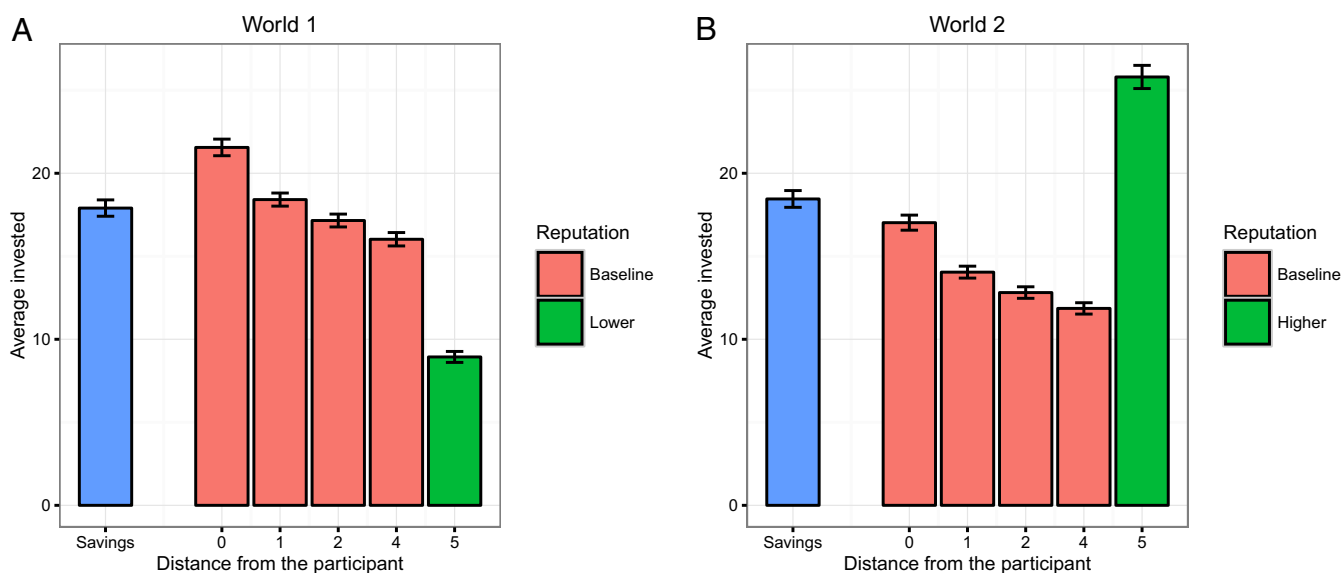 A
World 1
Average invested
20
10
0
Savings 0 1 2 4 5
Distance from the participant
Reputation
Baseline
Lower
B
World 2
Average invested
20
10
0
Savings 0 1 2 4 5
Distance from the participant
Reputation
Baseline
Higher